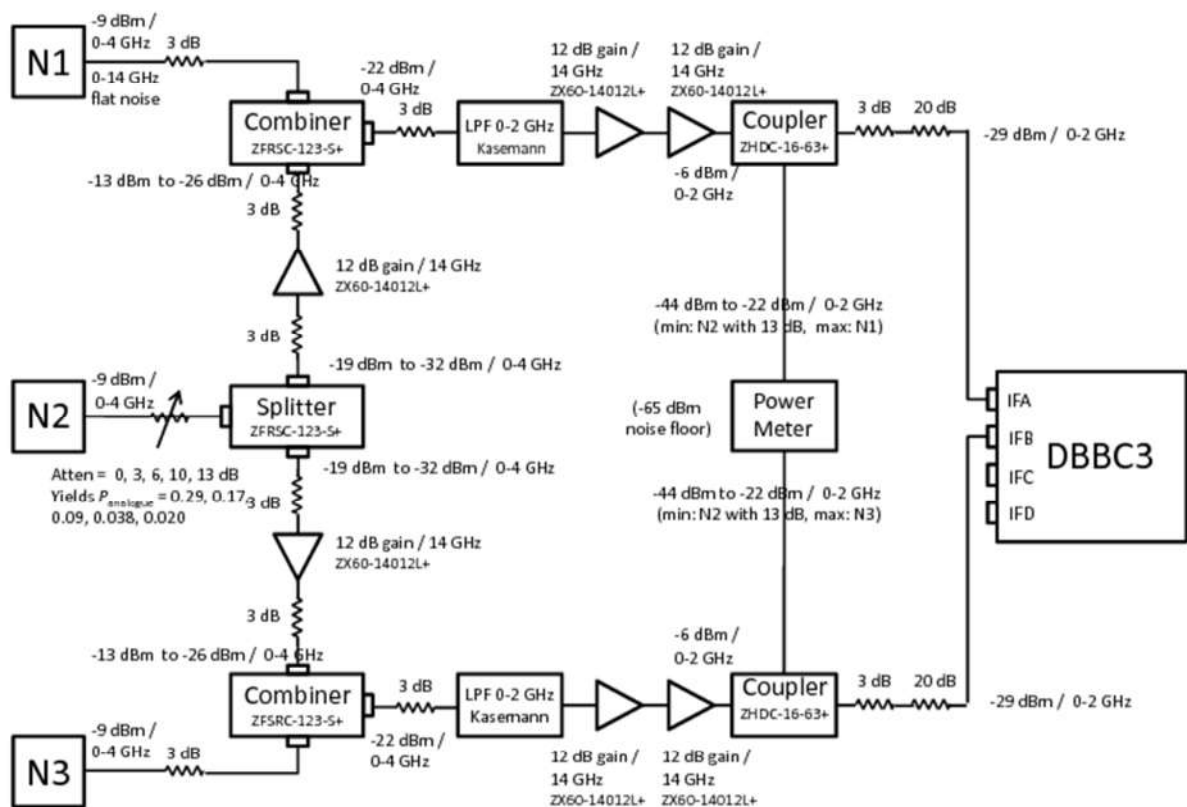 -9 dBm /
0-4 GHz
3 dB
N1
0-14 GHz
flat noise
-22 dBm /
0-4 GHz
3 dB
12 dB gain /
14 GHz
ZX60-14012L+
12 dB gain /
14 GHz
ZX60-14012L+
Combiner
ZFRSC-123-S+
LPF 0-2 GHz
Kasemann
Coupler
ZHDC-16-63+
3 dB
20 dB
-29 dBm / 0-2 GHz
-13 dBm to -26 dBm / 0-4 GHz
-6 dBm /
0-2 GHz
3 dB
12 dB gain / 14 GHz
ZX60-14012L+
3 dB
-44 dBm to -22 dBm / 0-2 GHz
(min: N2 with 13 dB, max: N1)
-19 dBm to -32 dBm / 0-4 GHz
-9 dBm /
0-4 GHz
N2
Splitter
ZFRSC-123-S+
(-65 dBm
noise floor)
Power
Meter
IFA
IFB
IFC
IFD
DBBC3
-19 dBm to -32 dBm / 0-4 GHz
Atten = 0, 3, 6, 10, 13 dB
Yields Panalogue = 0.29, 0.17,
0.09, 0.038, 0.020
3 dB
-44 dBm to -22 dBm / 0-2 GHz
(min: N2 with 13 dB, max: N3)
12 dB gain / 14 GHz
ZX60-14012L+
3 dB
-13 dBm to -26 dBm / 0-4 GHz
-6 dBm /
0-2 GHz
Combiner
ZFSRC-123-S+
3 dB
LPF 0-2 GHz
Kasemann
Coupler
ZHDC-16-63+
3 dB
20 dB
-29 dBm / 0-2 GHz
-9 dBm /
0-4 GHz
3 dB
N3
-22 dBm /
0-4 GHz
12 dB gain /
14 GHz
ZX60-14012L+
12 dB gain /
14 GHz
ZX60-14012L+